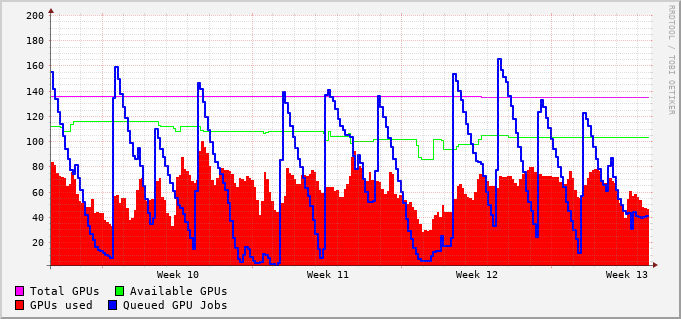 200
180
160
140
120
100
80
60
40
20
Week 10 Week 11 Week 12 Week 13
Total GPUs Available GPUs
GPUs used Queued GPU Jobs
RRDTOOL / TOBI OETIKER